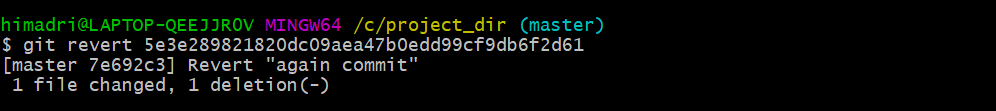 himadri@LAPTOP-QEEJJR0V MINGW64 /c/project_dir (master)
$ git revert 5e3e289821820dc09aea47b0edd99cf9db6f2d61
[master 7e692c3] Revert "again commit"
 1 file changed, 1 deletion(-)